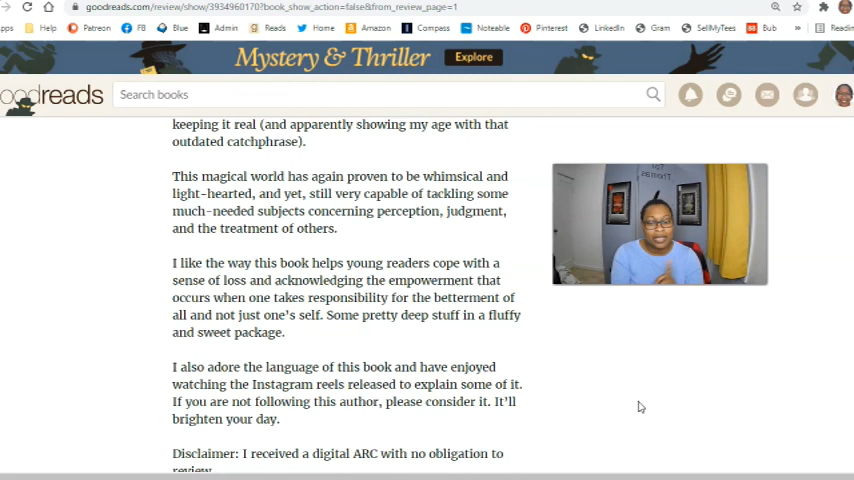 goodreads.com/review/show/3934960170?book_show_action=false&from_review_page=1
pps Help Patreon FB Blue Admin Reads Home Amazon Compass Noteable Pinterest LinkedIn Gram SellMyTees Bub » Readin
Mystery & Thriller Explore
oodreads Search books
keeping it real (and apparently showing my age with that
outdated catchphrase).
This magical world has again proven to be whimsical and
light-hearted, and yet, still very capable of tackling some
much-needed subjects concerning perception, judgment,
and the treatment of others.
I like the way this book helps young readers cope with a
sense of loss and acknowledging the empowerment that
occurs when one takes responsibility for the betterment of
all and not just one's self. Some pretty deep stuff in a fluffy
and sweet package.
I also adore the language of this book and have enjoyed
watching the Instagram reels released to explain some of it.
If you are not following this author, please consider it. It'll
brighten your day.
Disclaimer: I received a digital ARC with no obligation to
review.